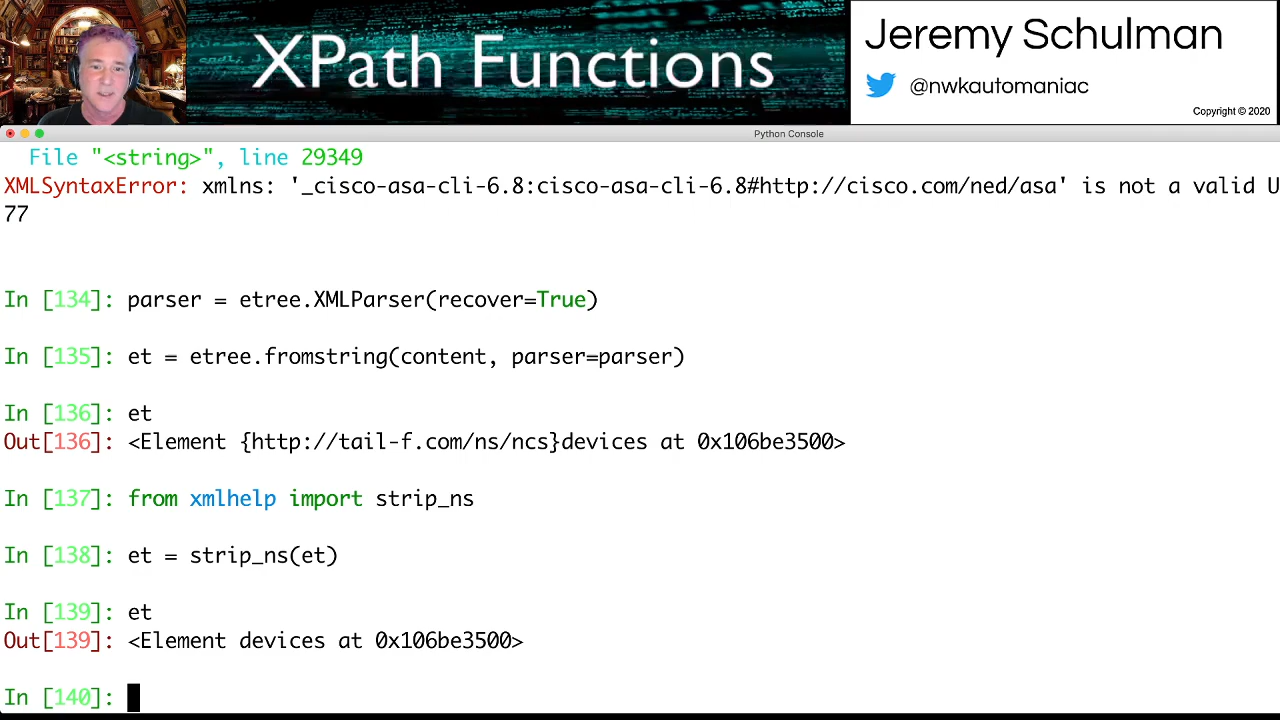 XPath Functions
Jeremy Schulman
@nwkautomaniac
Copyright © 2020
Python Console
File "<string>", line 29349
XMLSyntaxError: xmlns: '_cisco-asa-cli-6.8:cisco-asa-cli-6.8#http://cisco.com/ned/asa' is not a valid U
77
In [134]: parser = etree.XMLParser(recover=True)
In [135]: et = etree.fromstring(content, parser=parser)
In [136]: et
Out[136]: <Element {http://tail-f.com/ns/ncs}devices at 0x106be3500>
In [137]: from xmlhelp import strip_ns
In [138]: et = strip_ns(et)
In [139]: et
Out[139]: <Element devices at 0x106be3500>
In [140]: